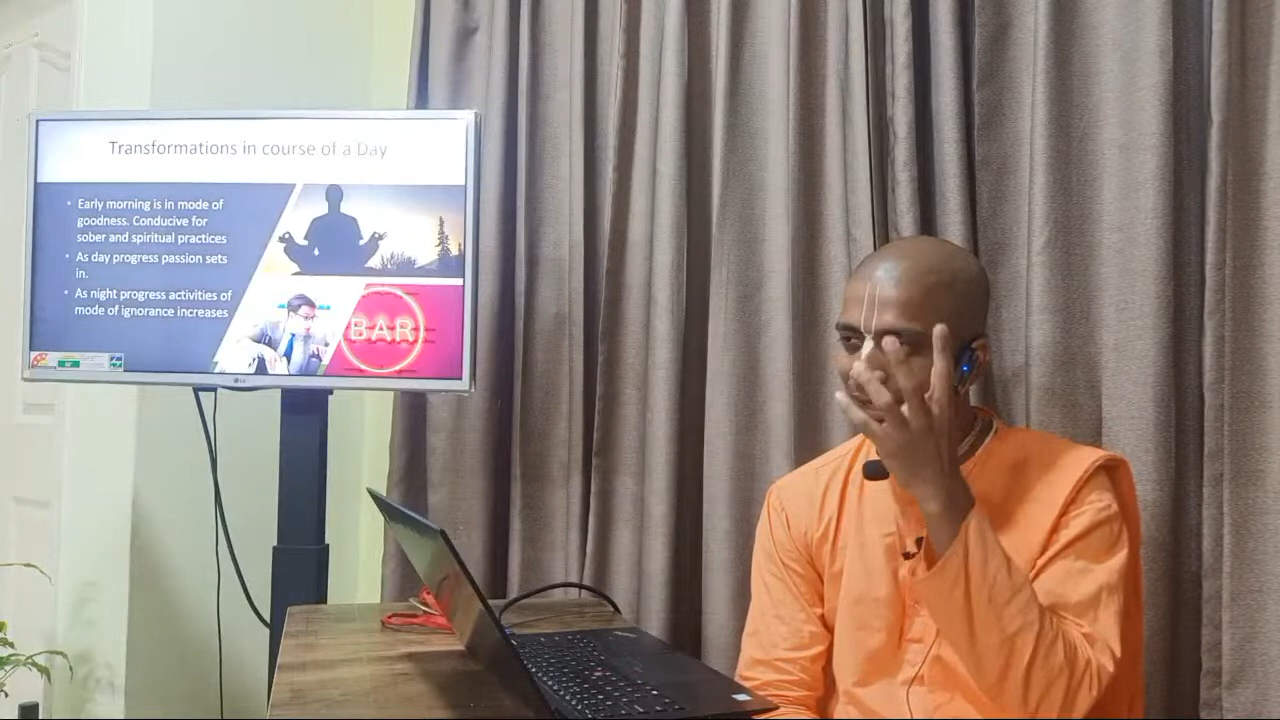 Transformations in course of a Day
• Early morning is in mode of
goodness. Conducive for
sober and spiritual practices
• As day progress passion sets
in.
• As night progress activities of
mode of ignorance increases
BAR
LG